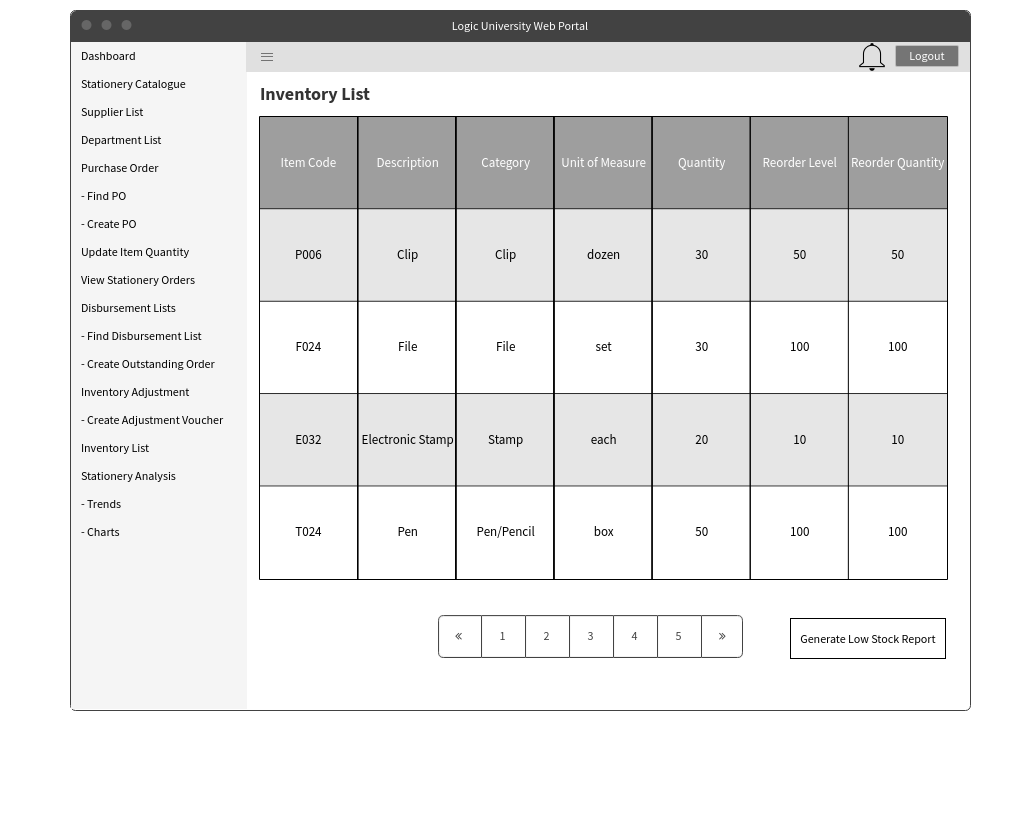 Logic University Web Portal
Dashboard
Stationery Catalogue
Supplier List
Department List
Purchase Order
- Find PO
- Create PO
Update Item Quantity
View Stationery Orders
Disbursement Lists
- Find Disbursement List
- Create Outstanding Order
Inventory Adjustment
- Create Adjustment Voucher
Inventory List
Stationery Analysis
- Trends
- Charts
Logout
Inventory List
Item Code Description Category Unit of Measure Quantity Reorder Level Reorder Quantity
P006 Clip Clip dozen 30 50 50
F024 File File set 30 100 100
E032 Electronic Stamp Stamp each 20 10 10
T024 Pen Pen/Pencil box 50 100 100
« 1 2 3 4 5 »
Generate Low Stock Report